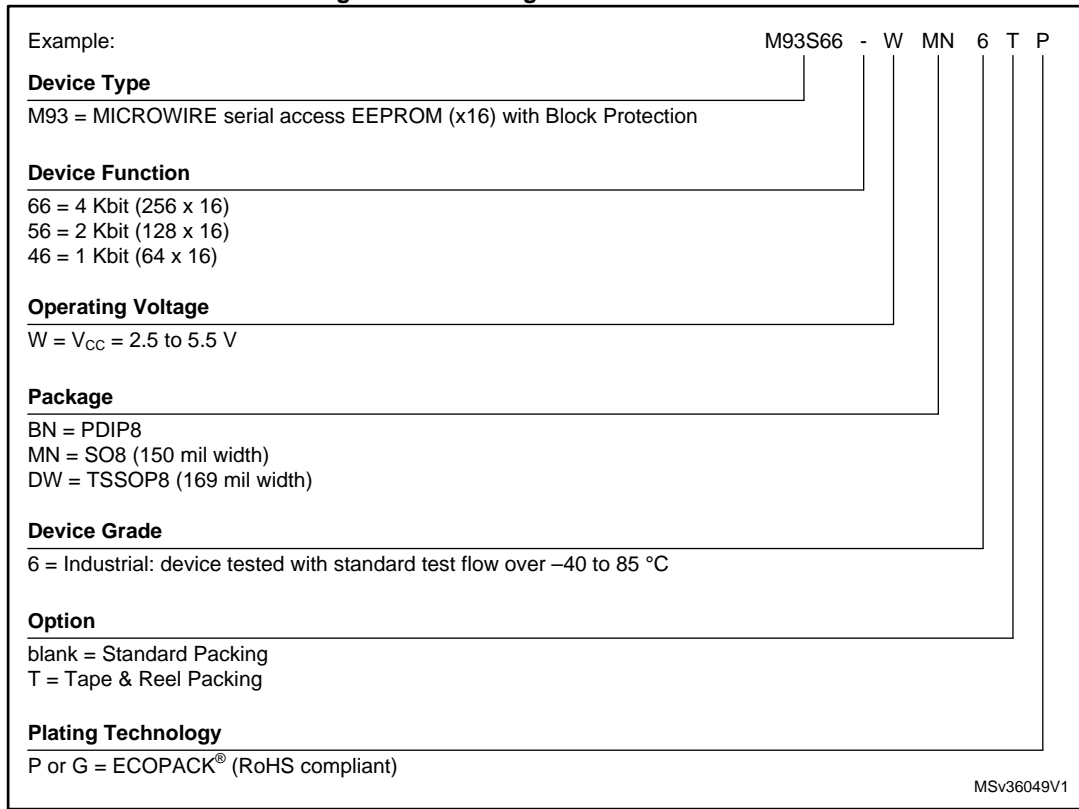 Example: M93S66 - W MN 6 T P
Device Type
M93 = MICROWIRE serial access EEPROM (x16) with Block Protection
Device Function
66 = 4 Kbit (256 x 16)
56 = 2 Kbit (128 x 16)
46 = 1 Kbit (64 x 16)
Operating Voltage
W = VCC = 2.5 to 5.5 V
Package
BN = PDIP8
MN = SO8 (150 mil width)
DW = TSSOP8 (169 mil width)
Device Grade
6 = Industrial: device tested with standard test flow over –40 to 85 °C
Option
blank = Standard Packing
T = Tape & Reel Packing
Plating Technology
P or G = ECOPACK® (RoHS compliant)
MSv36049V1